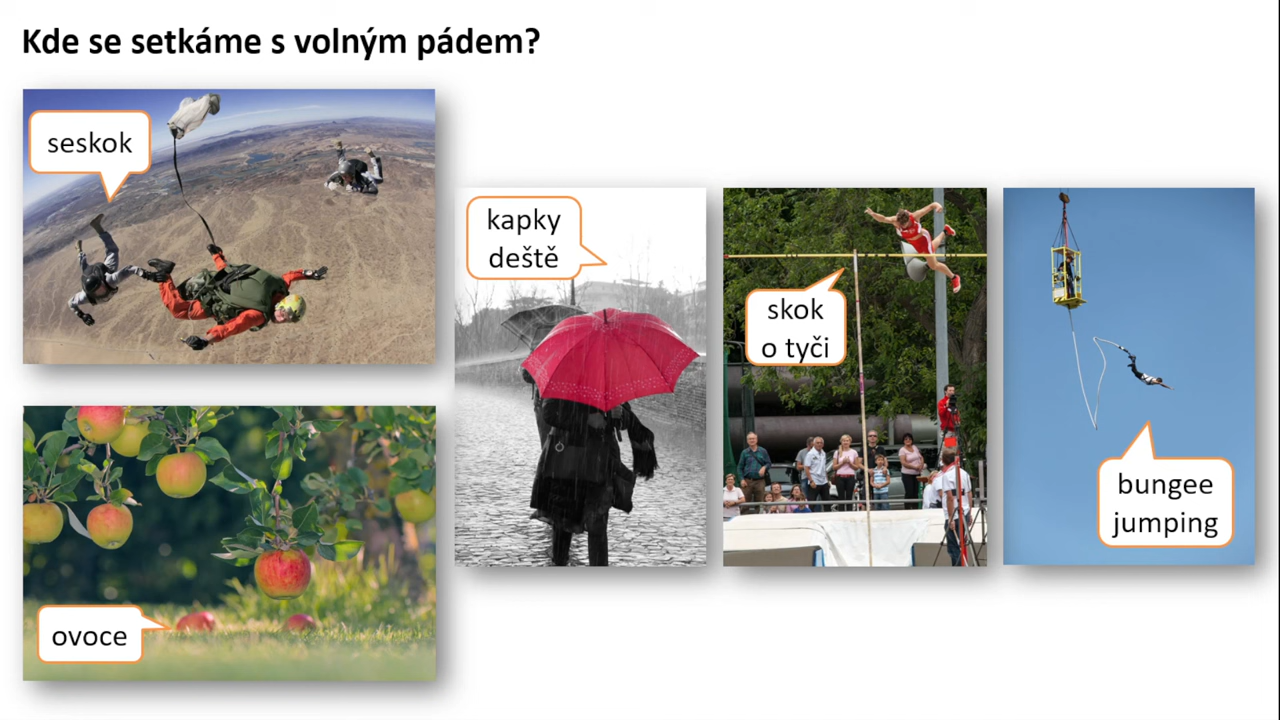 Kde se setkáme s volným pádem?
seskok
kapky
deště
skok
o tyči
bungee
jumping
ovoce